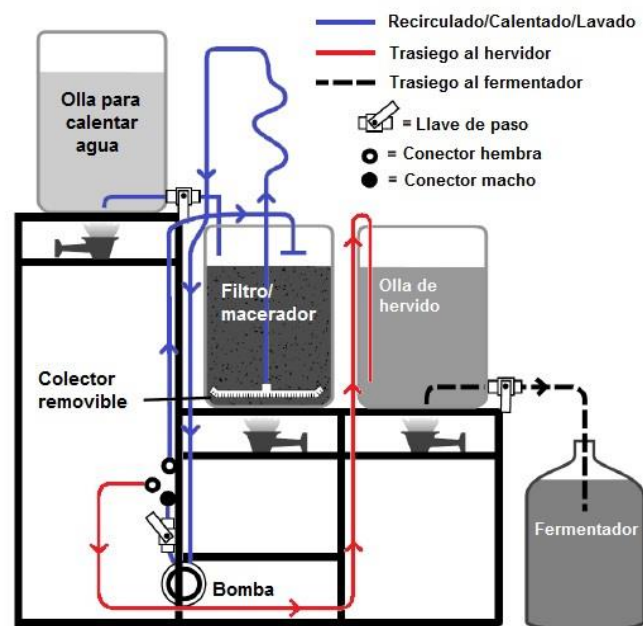 Recirculado/Calentado/Lavado
Trasiego al hervidor
Trasiego al fermentador
= Llave de paso
= Conector hembra
= Conector macho
Olla para
calentar
agua
Filtro/
macerador
Olla de
hervido
Colector
removible
Bomba
Fermentador